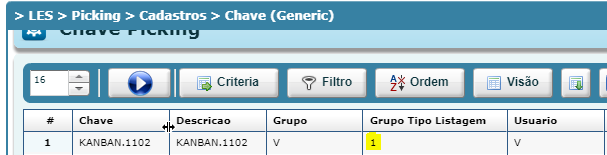 > LES > Picking > Cadastros > Chave (Generic)
Chave Picking
16 Criteria Filtro Ordem Visão
# Chave Descricao Grupo Grupo Tipo Listagem Usuario
1 KANBAN.1102 KANBAN.1102 V 1 V